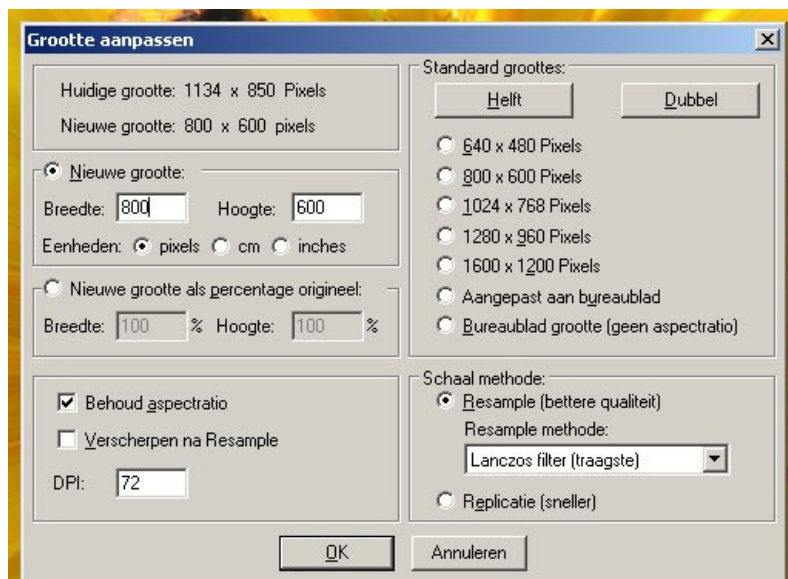 Grootte aanpassen
Huidige grootte: 1134 x 850 Pixels
Nieuwe grootte: 800 x 600 pixels
Nieuwe grootte:
Breedte: 800 Hoogte: 600
Eenheden: pixels cm inches
Nieuwe grootte als percentage origineel:
Breedte: 100 % Hoogte: 100 %
Behoud aspectratio
Verscherpen na Resample
DPI: 72
Standaard groottes:
Helft Dubbel
640 x 480 Pixels
800 x 600 Pixels
1024 x 768 Pixels
1280 x 960 Pixels
1600 x 1200 Pixels
Aangepast aan bureaublad
Bureaublad grootte (geen aspectratio)
Schaal methode:
Resample (bettere qualiteit)
Resample methode:
Lanczos filter (traagste)
Replicatie (sneller)
OK Annuleren